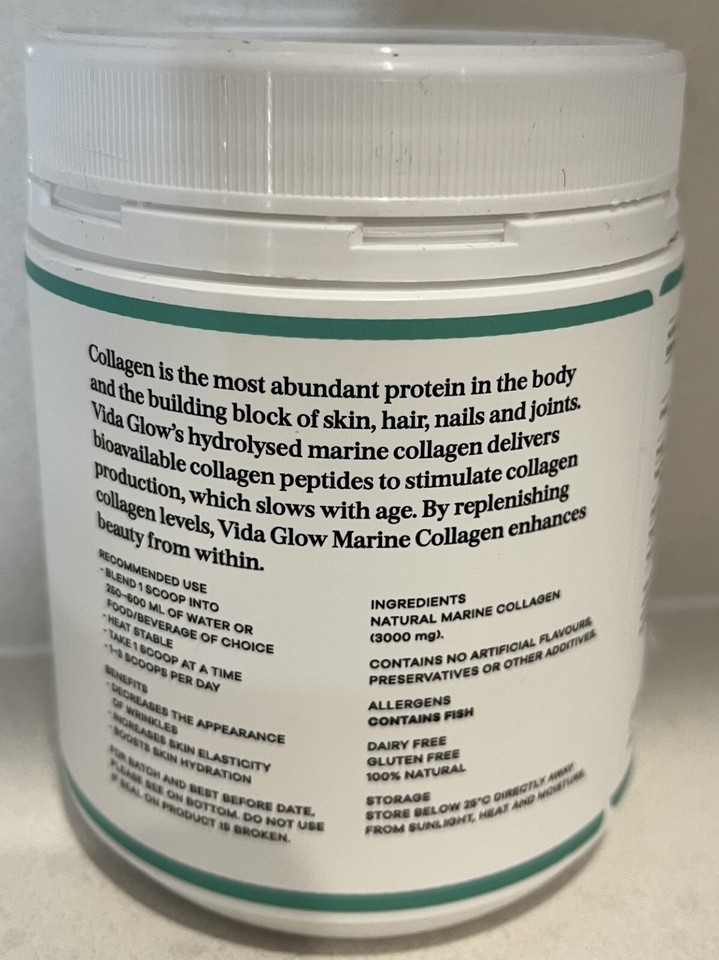 Collagen is the most abundant protein in the body
and the building block of skin, hair, nails and joints.
Vida Glow's hydrolysed marine collagen delivers
bioavailable collagen peptides to stimulate collagen
production, which slows with age. By replenishing
collagen levels, Vida Glow Marine Collagen enhances
beauty from within.
RECOMMENDED USE
- BLEND 1 SCOOP INTO
250-600 ML OF WATER OR
FOOD/BEVERAGE OF CHOICE
- HEAT STABLE
- TAKE 1 SCOOP AT A TIME
- 1-3 SCOOPS PER DAY
BENEFITS
- DECREASES THE APPEARANCE
OF WRINKLES
- INCREASES SKIN ELASTICITY
- BOOSTS SKIN HYDRATION
FOR BATCH AND BEST BEFORE DATE,
PLEASE SEE ON BOTTOM. DO NOT USE
IF SEAL ON PRODUCT IS BROKEN.
INGREDIENTS
NATURAL MARINE COLLAGEN
(3000 mg).
CONTAINS NO ARTIFICIAL FLAVOURS,
PRESERVATIVES OR OTHER ADDITIVES.
ALLERGENS
CONTAINS FISH
DAIRY FREE
GLUTEN FREE
100% NATURAL
STORAGE
STORE BELOW 25°C DIRECTLY AWAY
FROM SUNLIGHT, HEAT AND MOISTURE.